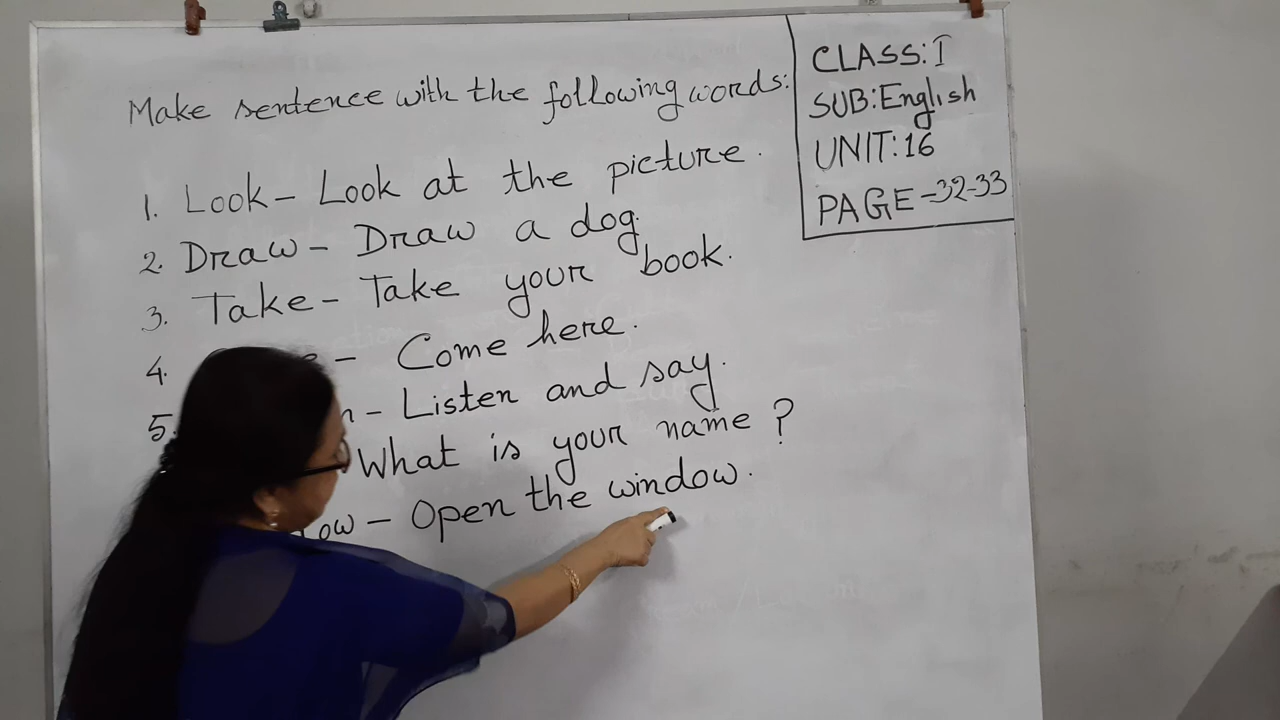 Make sentence with the following words:
1. Look - Look at the picture.
2. Draw - Draw a dog.
3. Take - Take your book.
4. - Come here.
5. - Listen and say.
What is your name ?
- Open the window.
CLASS: I
SUB: English
UNIT: 16
PAGE - 32-33